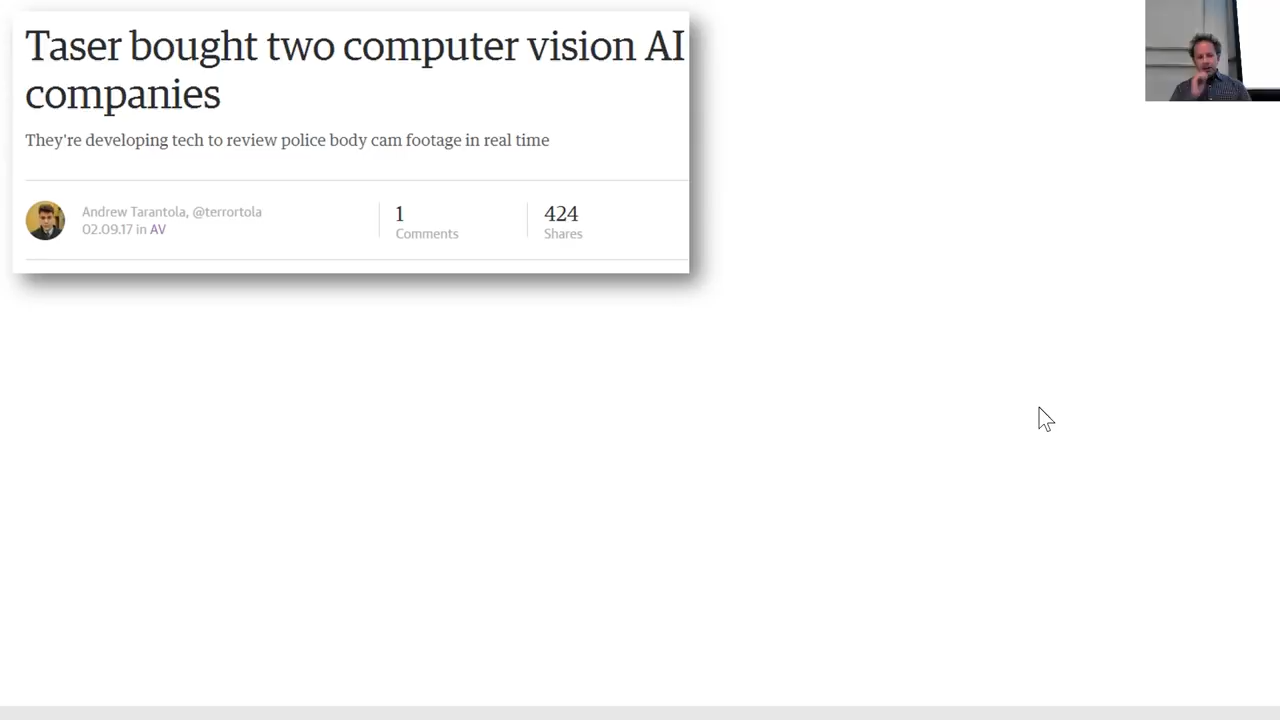 Taser bought two computer vision AI
companies
They're developing tech to review police body cam footage in real time
Andrew Tarantola, @terrortola
02.09.17 in AV
1
Comments
424
Shares